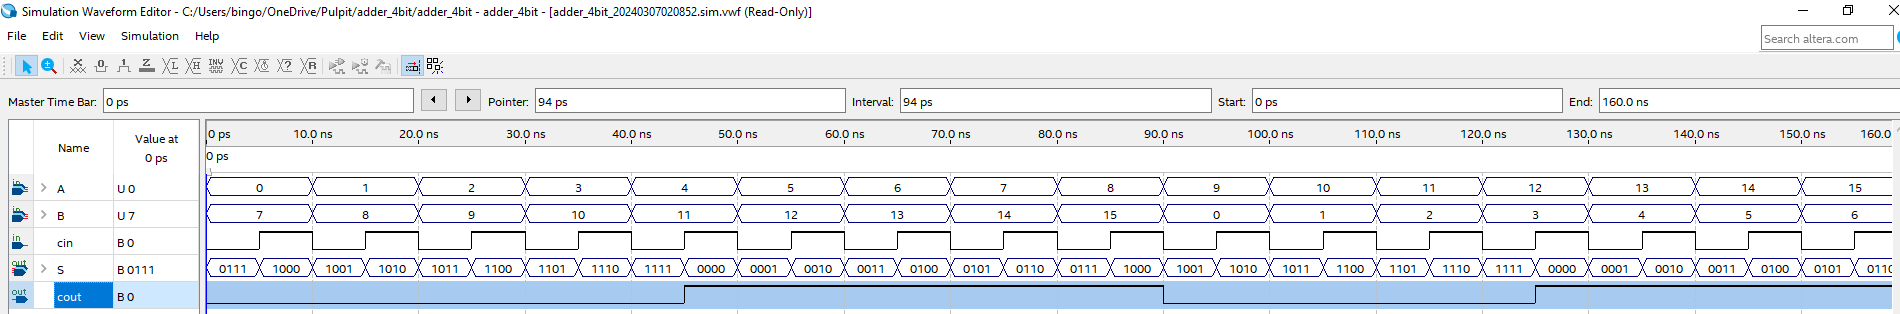 Simulation Waveform Editor - C:/Users/bingo/OneDrive/Pulpit/adder_4bit/adder_4bit - adder_4bit - [adder_4bit_20240307020852.sim.vwf (Read-Only)]
File Edit View Simulation Help
Search altera.com
Master Time Bar: 0 ps Pointer: 94 ps Interval: 94 ps Start: 0 ps End: 160.0 ns
Name Value at 0 ps
0 ps 10.0 ns 20.0 ns 30.0 ns 40.0 ns 50.0 ns 60.0 ns 70.0 ns 80.0 ns 90.0 ns 100.0 ns 110.0 ns 120.0 ns 130.0 ns 140.0 ns 150.0 ns 160.0
0 ps
in A U 0 0 1 2 3 4 5 6 7 8 9 10 11 12 13 14 15
in B U 7 7 8 9 10 11 12 13 14 15 0 1 2 3 4 5 6
in cin B 0
out S B 0111 0111 1000 1001 1010 1011 1100 1101 1110 1111 0000 0001 0010 0011 0100 0101 0110 0111 1000 1001 1010 1011 1100 1101 1110 1111 0000 0001 0010 0011 0100 0101 0110
out cout B 0